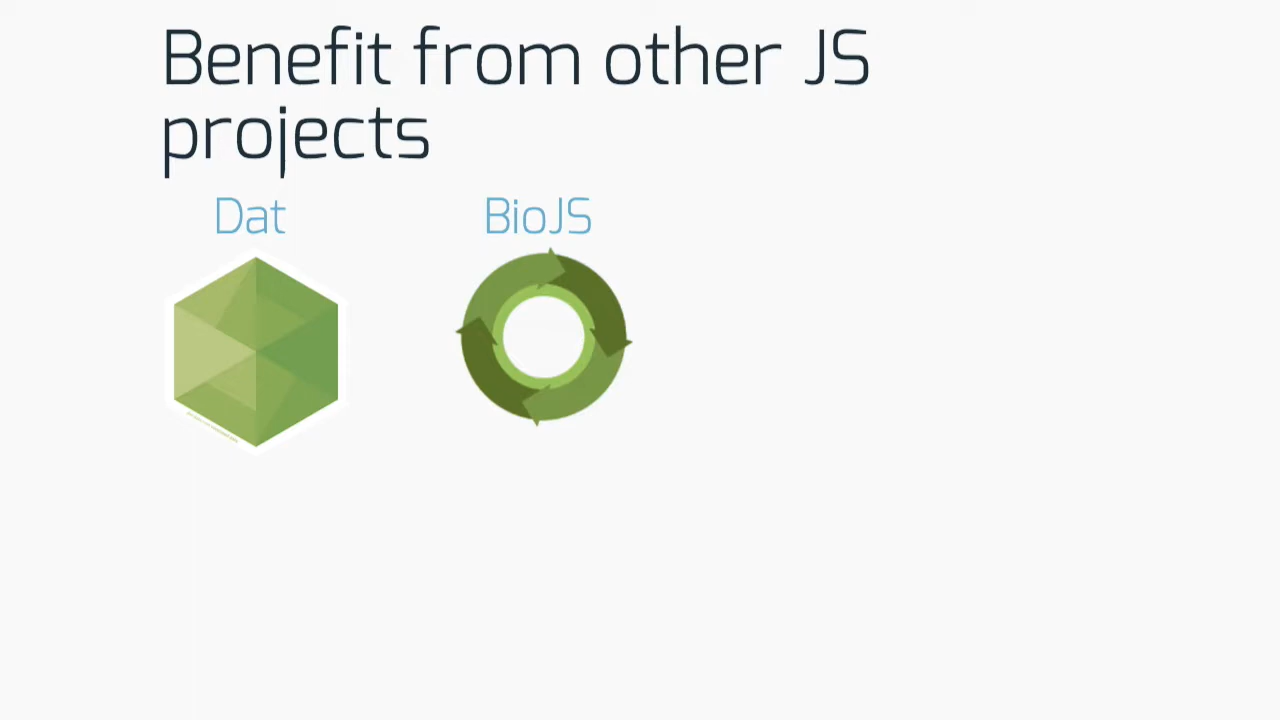 Benefit from other JS
projects
Dat
BioJS